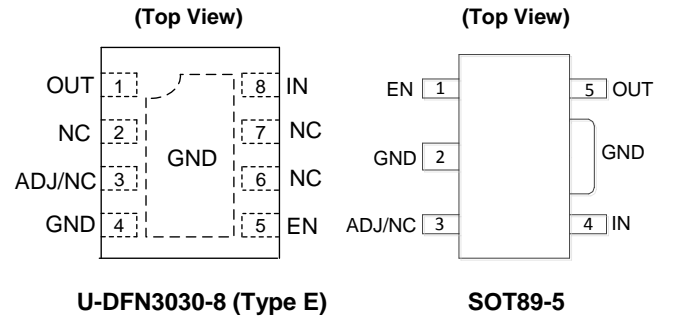 (Top View)
OUT 1 8 IN
NC 2 7 NC
GND
ADJ/NC 3 6 NC
GND 4 5 EN
U-DFN3030-8 (Type E)
(Top View)
EN 1 5 OUT
GND 2 GND
ADJ/NC 3 4 IN
SOT89-5